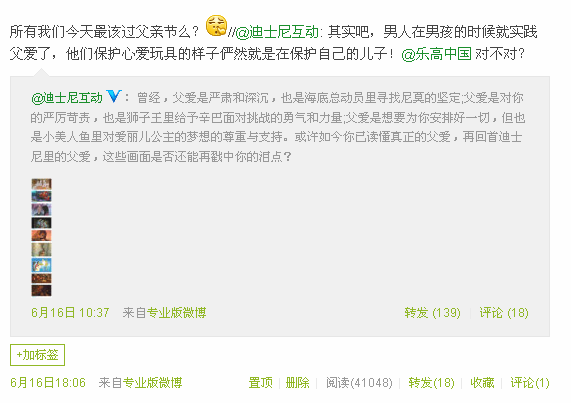 所有我们今天最该过父亲节么？//@迪士尼互动: 其实吧，男人在男孩的时候就实践
父爱了，他们保护心爱玩具的样子俨然就是在保护自己的儿子！@乐高中国 对不对？
@迪士尼互动：曾经，父爱是严肃和深沉，也是海底总动员里寻找尼莫的坚定;父爱是对你
的严厉苛责，也是狮子王里给予辛巴面对挑战的勇气和力量;父爱是想要为你安排好一切，但也
是小美人鱼里对爱丽儿公主的梦想的尊重与支持。或许如今你已读懂真正的父爱，再回首迪士
尼里的父爱，这些画面是否还能再戳中你的泪点？
6月16日 10:37 来自专业版微博 转发 (139) 评论 (18)
+加标签
6月16日18:06 来自专业版微博 置顶 删除 阅读(41048) 转发(18) 收藏 评论(1)